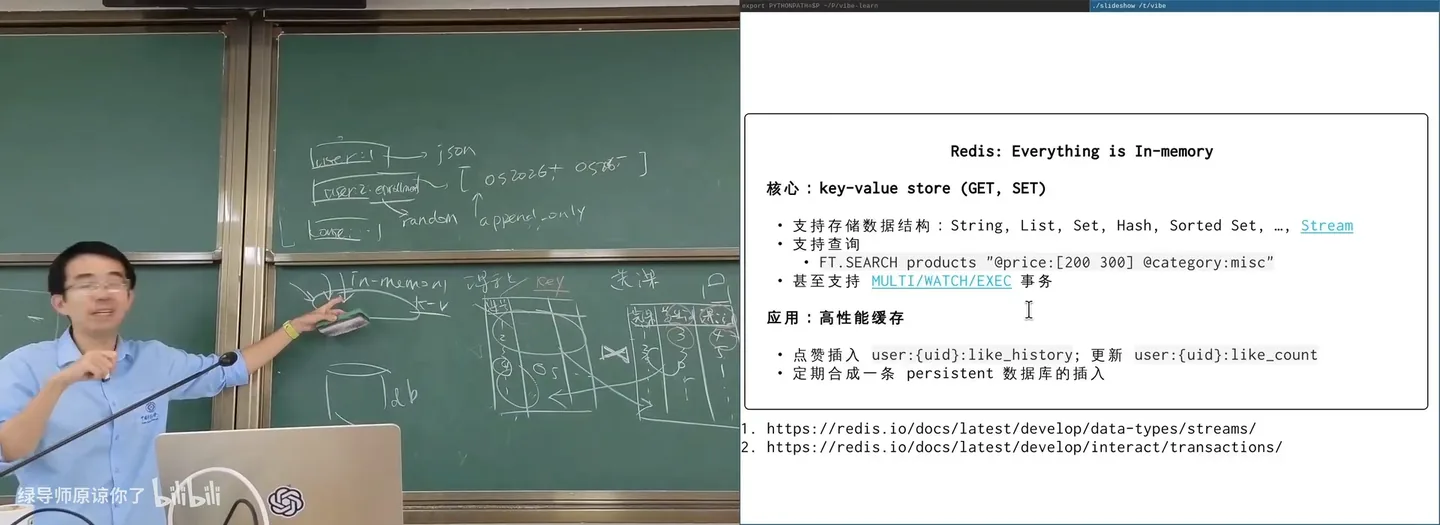 user:1 → json
user2.enrollment → [ OS2026, OS25, ]
random append_only
in-memory
k-v
key
选课
OS
db
绿导师原谅你了 bilibili
export PYTHONPATH=$P ~/P/vibe-learn
./slideshow /t/vibe
Redis: Everything is In-memory
核心：key-value store (GET, SET)
• 支持存储数据结构：String, List, Set, Hash, Sorted Set, …, Stream
• 支持查询
• FT.SEARCH products "@price:[200 300] @category:misc"
• 甚至支持 MULTI/WATCH/EXEC 事务
应用：高性能缓存
• 点赞插入 user:{uid}:like_history; 更新 user:{uid}:like_count
• 定期合成一条 persistent 数据库的插入
1. https://redis.io/docs/latest/develop/data-types/streams/
2. https://redis.io/docs/latest/develop/interact/transactions/